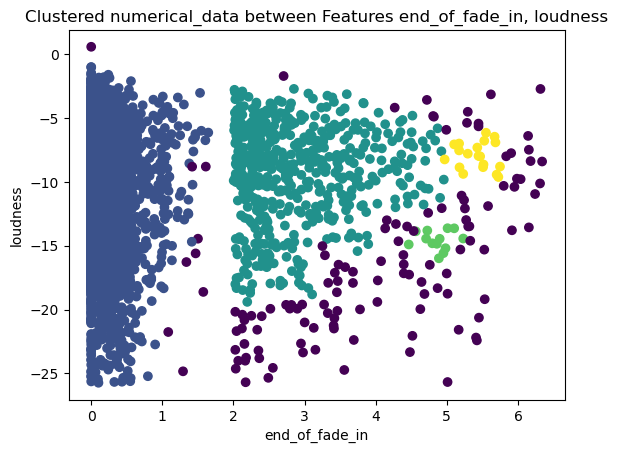 Clustered numerical_data between Features end_of_fade_in, loudness
0
−5
−10
−15
−20
−25
loudness
0 1 2 3 4 5 6
end_of_fade_in